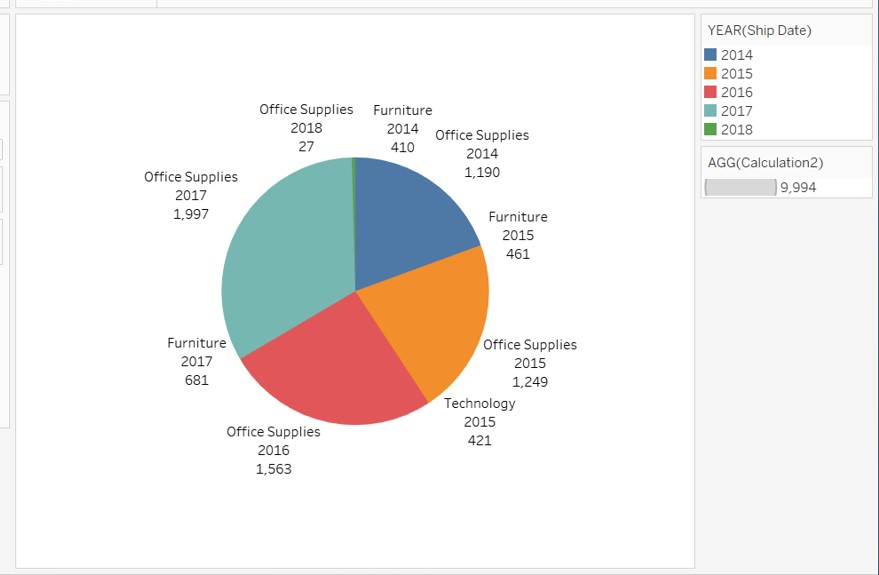 Office Supplies
2018
27
Furniture
2014
410
Office Supplies
2014
1,190
Furniture
2015
461
Office Supplies
2015
1,249
Technology
2015
421
Office Supplies
2016
1,563
Furniture
2017
681
Office Supplies
2017
1,997
YEAR(Ship Date)
2014
2015
2016
2017
2018
AGG(Calculation2)
9,994